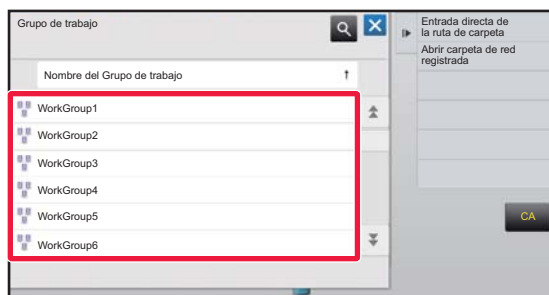 Grupo de trabajo
Nombre del Grupo de trabajo
WorkGroup1
WorkGroup2
WorkGroup3
WorkGroup4
WorkGroup5
WorkGroup6
Entrada directa de
la ruta de carpeta
Abrir carpeta de red
registrada
CA